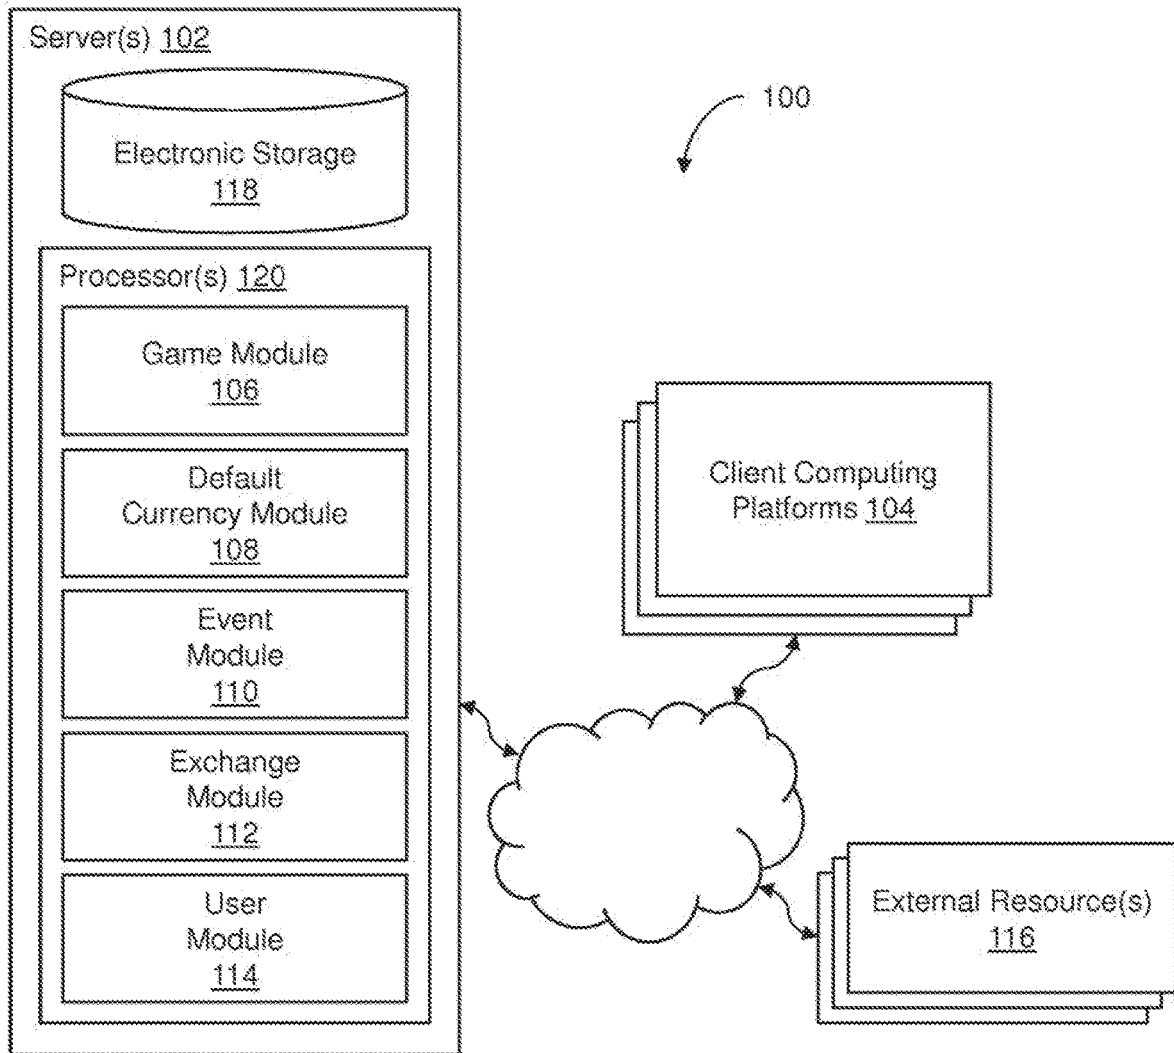 Server(s) 102
100
Electronic Storage
118
Processor(s) 120
Game Module
106
Default
Currency Module
108
Event
Module
110
Exchange
Module
112
User
Module
114
Client Computing
Platforms 104
External Resource(s)
116